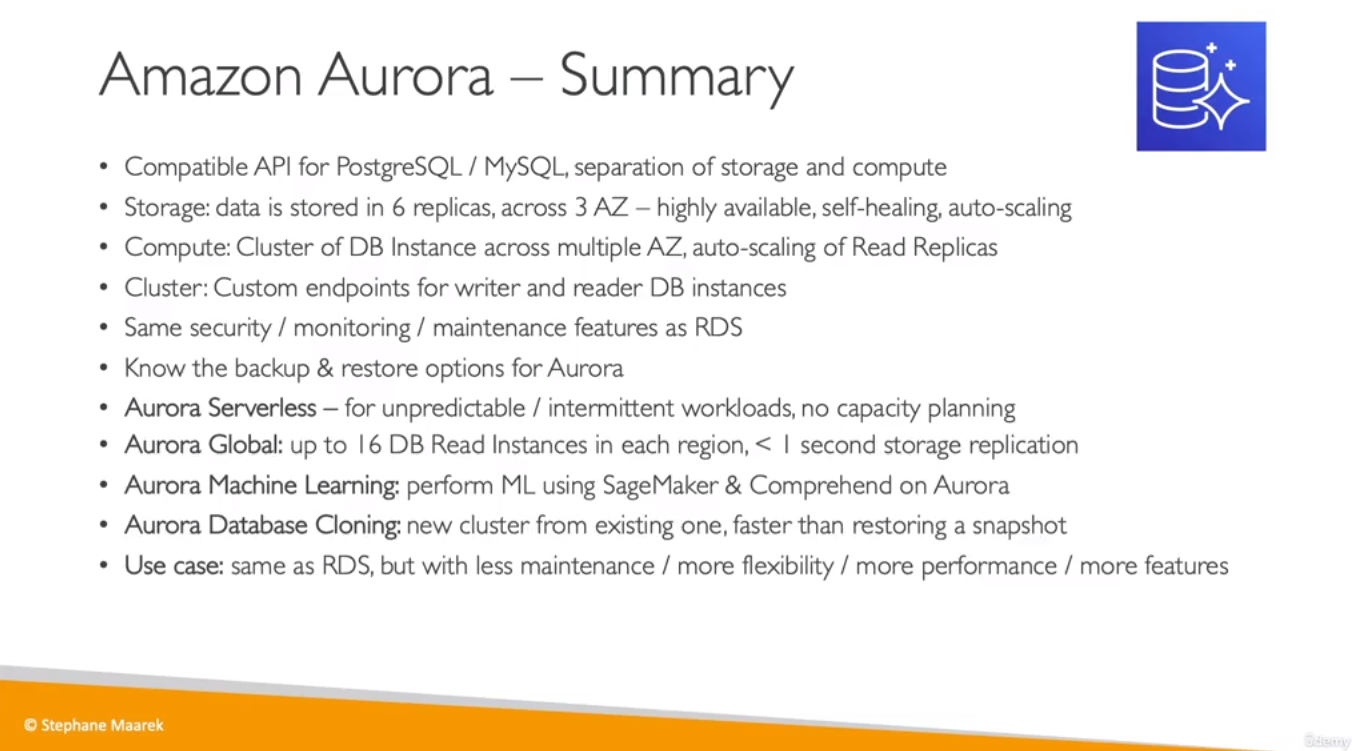 Amazon Aurora – Summary
• Compatible API for PostgreSQL / MySQL, separation of storage and compute
• Storage: data is stored in 6 replicas, across 3 AZ – highly available, self-healing, auto-scaling
• Compute: Cluster of DB Instance across multiple AZ, auto-scaling of Read Replicas
• Cluster: Custom endpoints for writer and reader DB instances
• Same security / monitoring / maintenance features as RDS
• Know the backup & restore options for Aurora
• Aurora Serverless – for unpredictable / intermittent workloads, no capacity planning
• Aurora Global: up to 16 DB Read Instances in each region, < 1 second storage replication
• Aurora Machine Learning: perform ML using SageMaker & Comprehend on Aurora
• Aurora Database Cloning: new cluster from existing one, faster than restoring a snapshot
• Use case: same as RDS, but with less maintenance / more flexibility / more performance / more features
© Stephane Maarek
ûdemy